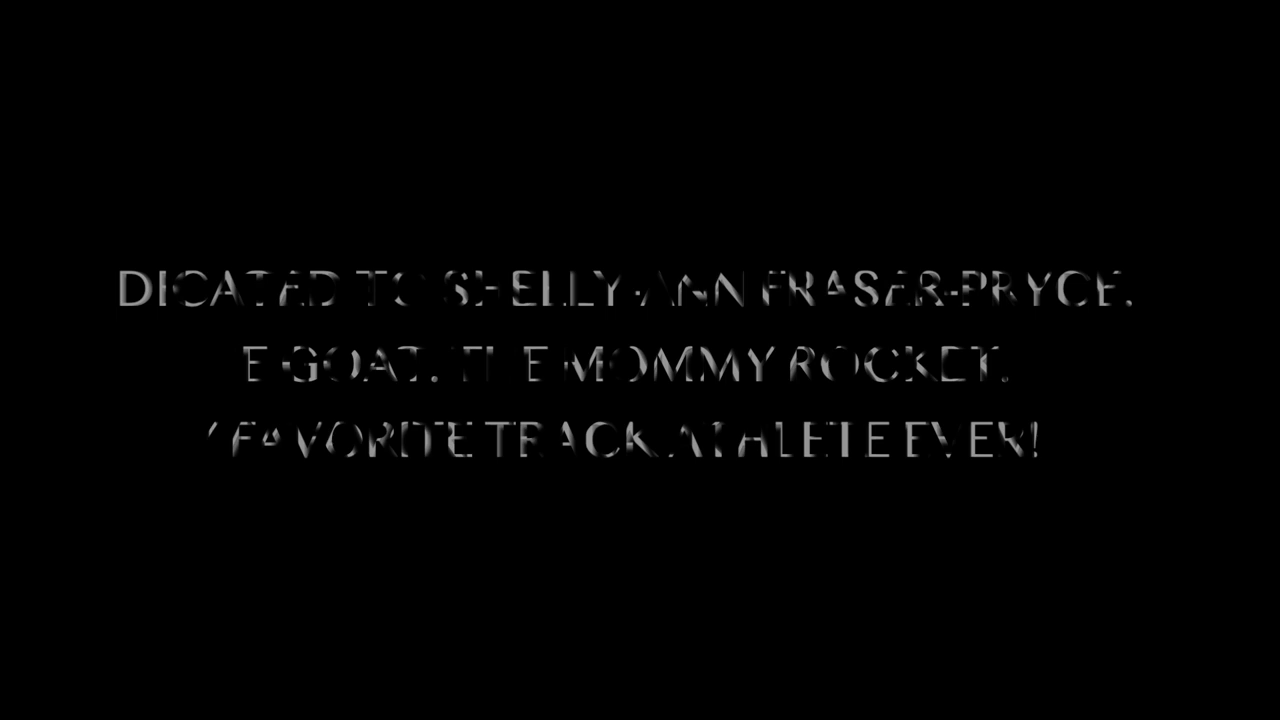 DICATED TO SHELLY-ANN FRASER-PRYCE.
E GOAT. THE MOMMY ROCKET.
FAVORITE TRACK ATHLETE EVER!